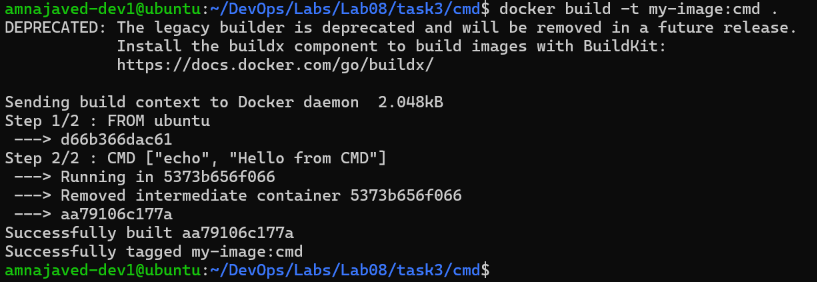 amnajaved-dev1@ubuntu:~/DevOps/Labs/Lab08/task3/cmd$ docker build -t my-image:cmd .
DEPRECATED: The legacy builder is deprecated and will be removed in a future release.
            Install the buildx component to build images with BuildKit:
            https://docs.docker.com/go/buildx/

Sending build context to Docker daemon  2.048kB
Step 1/2 : FROM ubuntu
 ---> d66b366dac61
Step 2/2 : CMD ["echo", "Hello from CMD"]
 ---> Running in 5373b656f066
 ---> Removed intermediate container 5373b656f066
 ---> aa79106c177a
Successfully built aa79106c177a
Successfully tagged my-image:cmd
amnajaved-dev1@ubuntu:~/DevOps/Labs/Lab08/task3/cmd$